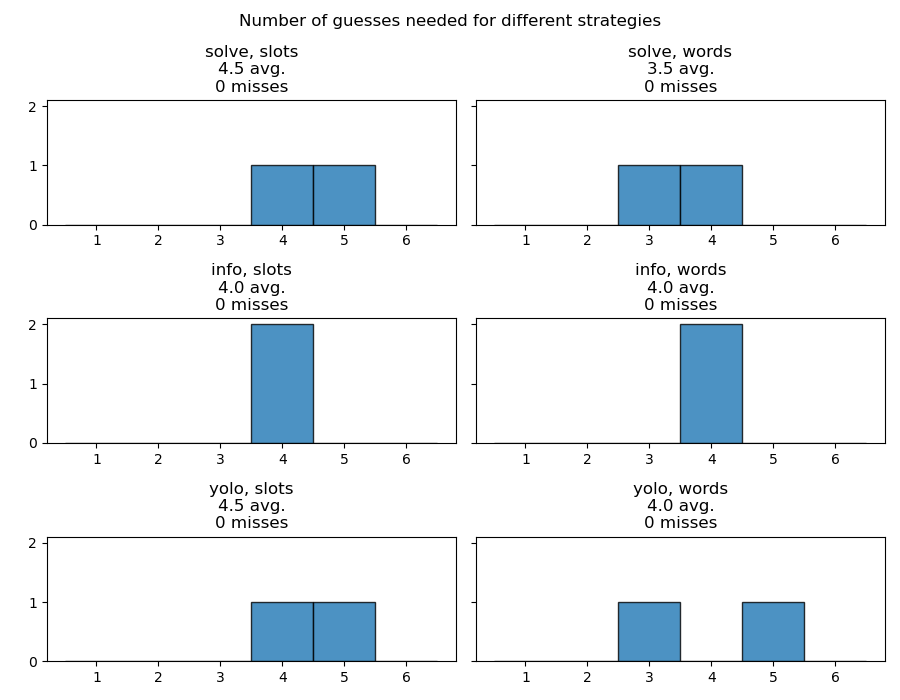 Number of guesses needed for different strategies
solve, slots
4.5 avg.
0 misses
2
1
0
1 2 3 4 5 6
solve, words
3.5 avg.
0 misses
1 2 3 4 5 6
info, slots
4.0 avg.
0 misses
2
1
0
1 2 3 4 5 6
info, words
4.0 avg.
0 misses
1 2 3 4 5 6
yolo, slots
4.5 avg.
0 misses
2
1
0
1 2 3 4 5 6
yolo, words
4.0 avg.
0 misses
1 2 3 4 5 6